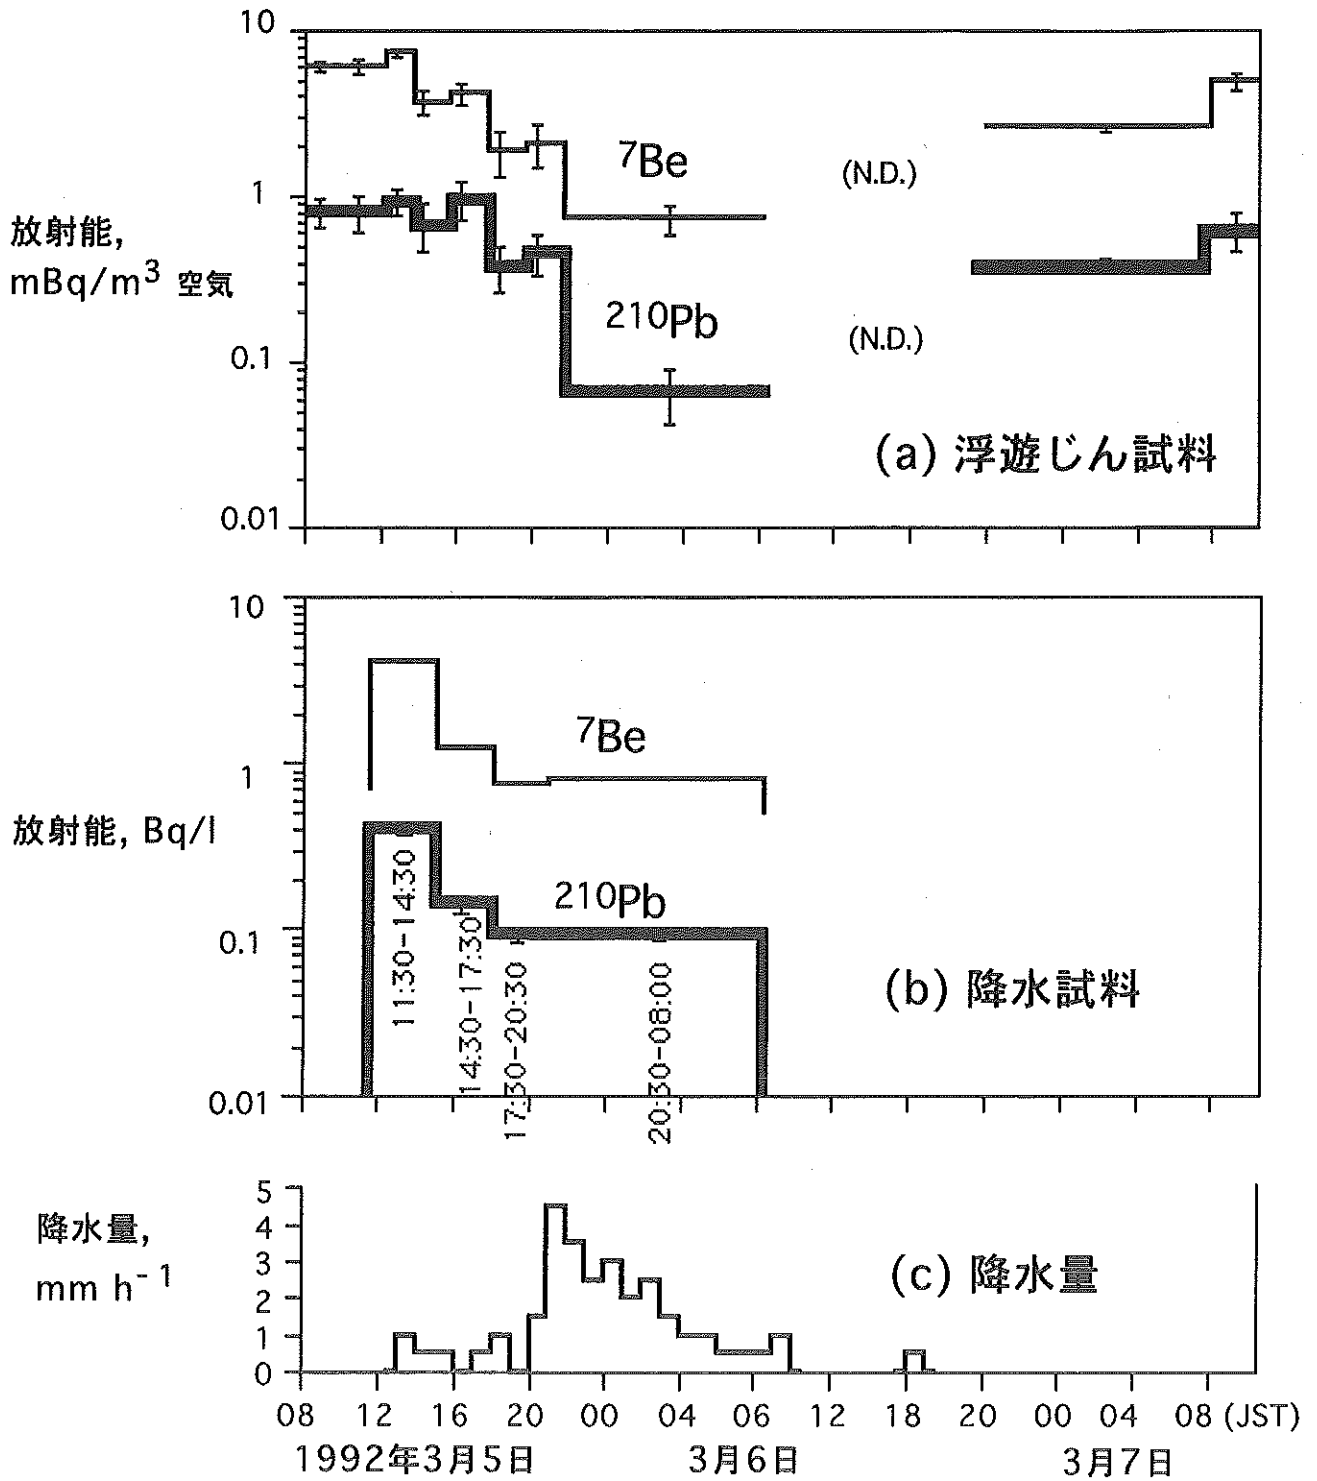 10
1
0.1
0.01
放射能,
mBq/m³ 空気
⁷Be
(N.D.)
²¹⁰Pb
(N.D.)
(a) 浮遊じん試料
10
1
0.1
0.01
放射能, Bq/l
⁷Be
²¹⁰Pb
11:30-14:30
14:30-17:30
17:30-20:30
20:30-08:00
(b) 降水試料
5
4
3
2
1
0
降水量,
mm h⁻¹
(c) 降水量
08 12 16 20 00 04 06 12 18 20 00 04 08 (JST)
1992年3月5日 3月6日 3月7日